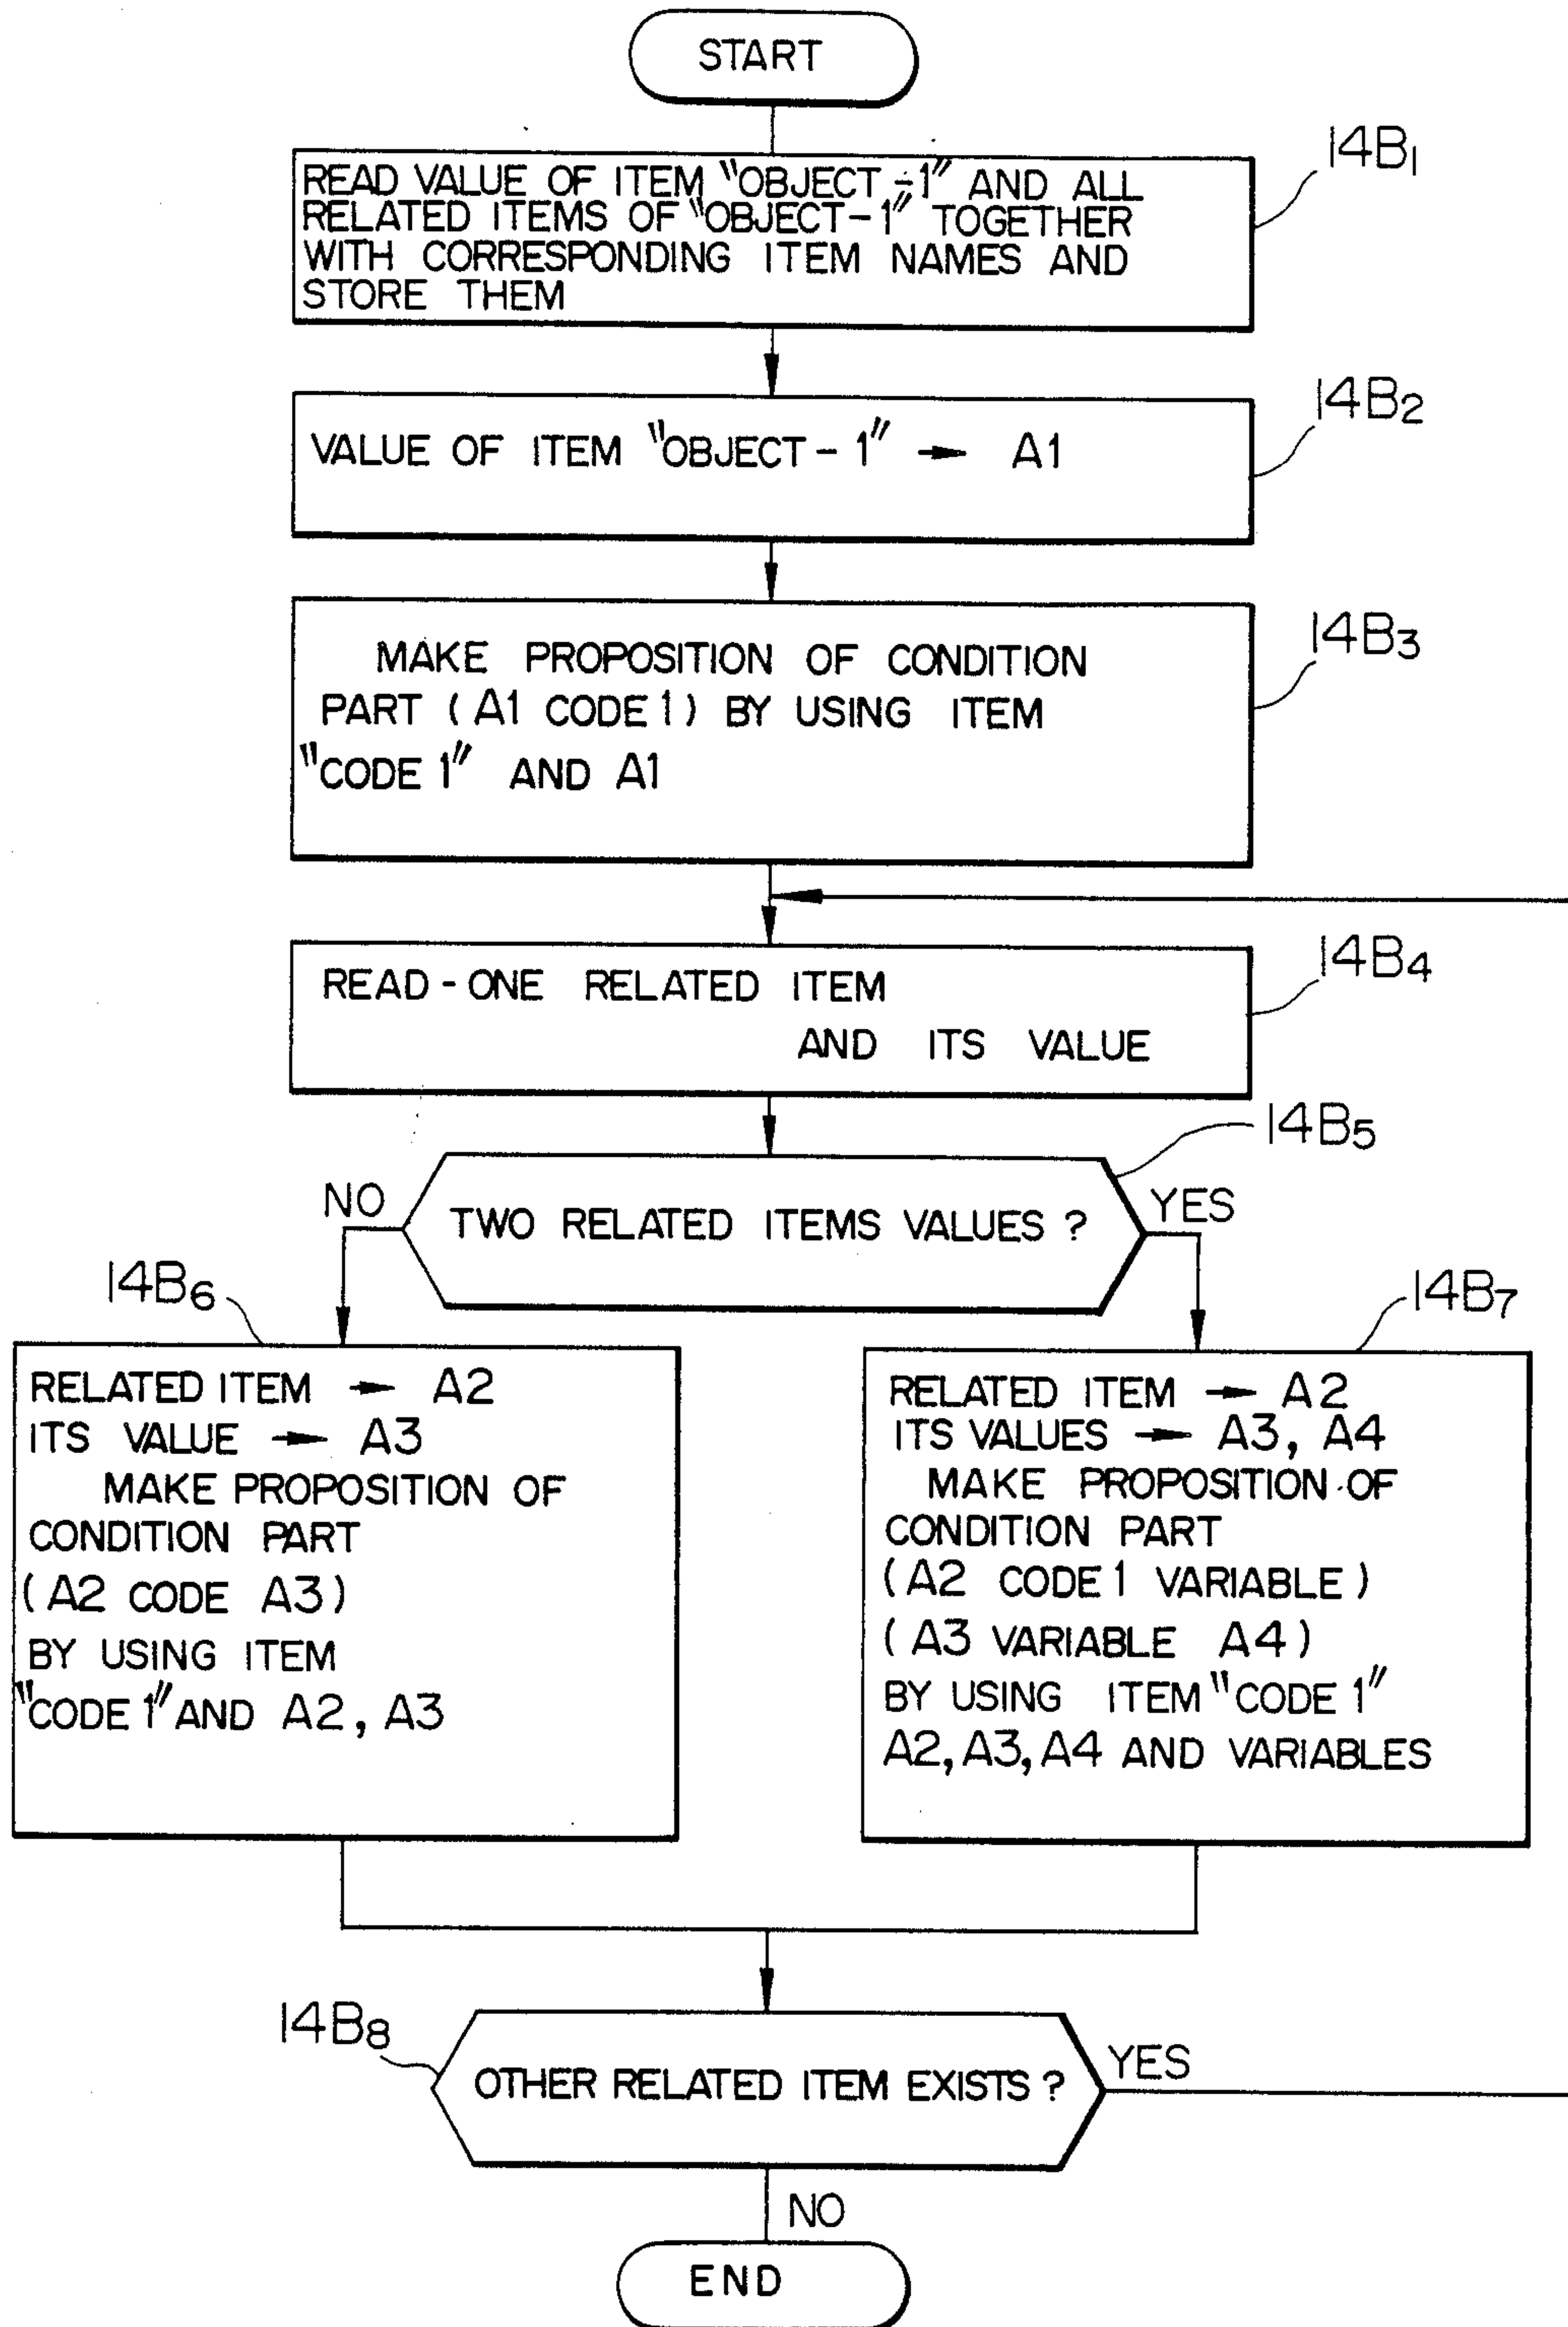 START
14B1
READ VALUE OF ITEM "OBJECT-1" AND ALL
RELATED ITEMS OF "OBJECT-1" TOGETHER
WITH CORRESPONDING ITEM NAMES AND
STORE THEM
14B2
VALUE OF ITEM "OBJECT-1" → A1
14B3
MAKE PROPOSITION OF CONDITION
PART (A1 CODE 1) BY USING ITEM
"CODE 1" AND A1
14B4
READ-ONE RELATED ITEM
AND ITS VALUE
14B5
NO
TWO RELATED ITEMS VALUES ?
YES
14B6
RELATED ITEM → A2
ITS VALUE → A3
MAKE PROPOSITION OF
CONDITION PART
(A2 CODE A3)
BY USING ITEM
"CODE 1" AND A2, A3
14B7
RELATED ITEM → A2
ITS VALUES → A3, A4
MAKE PROPOSITION OF
CONDITION PART
(A2 CODE 1 VARIABLE)
(A3 VARIABLE A4)
BY USING ITEM "CODE 1"
A2, A3, A4 AND VARIABLES
14B8
OTHER RELATED ITEM EXISTS ?
YES
NO
END